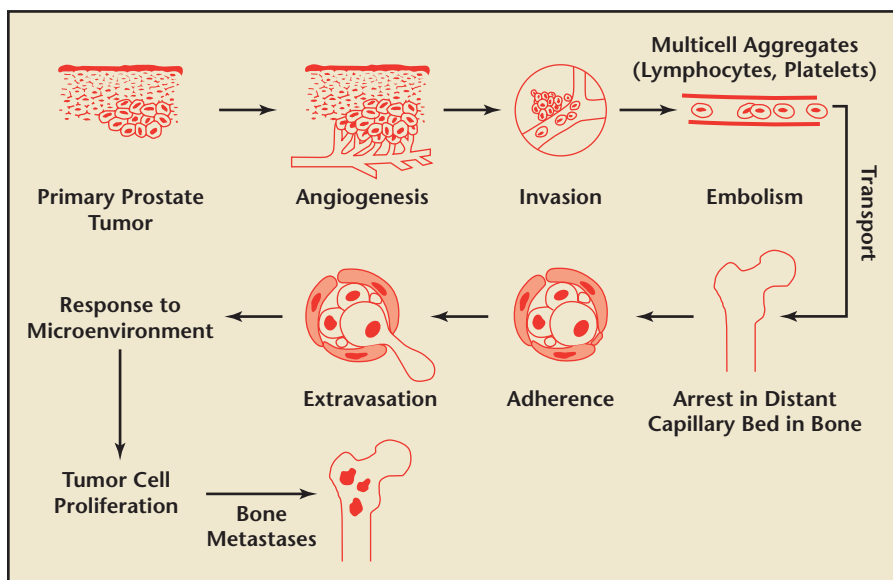 Multicell Aggregates
(Lymphocytes, Platelets)
Primary Prostate
Tumor
Angiogenesis
Invasion
Embolism
Transport
Arrest in Distant
Capillary Bed in Bone
Adherence
Extravasation
Response to
Microenvironment
Tumor Cell
Proliferation
Bone
Metastases